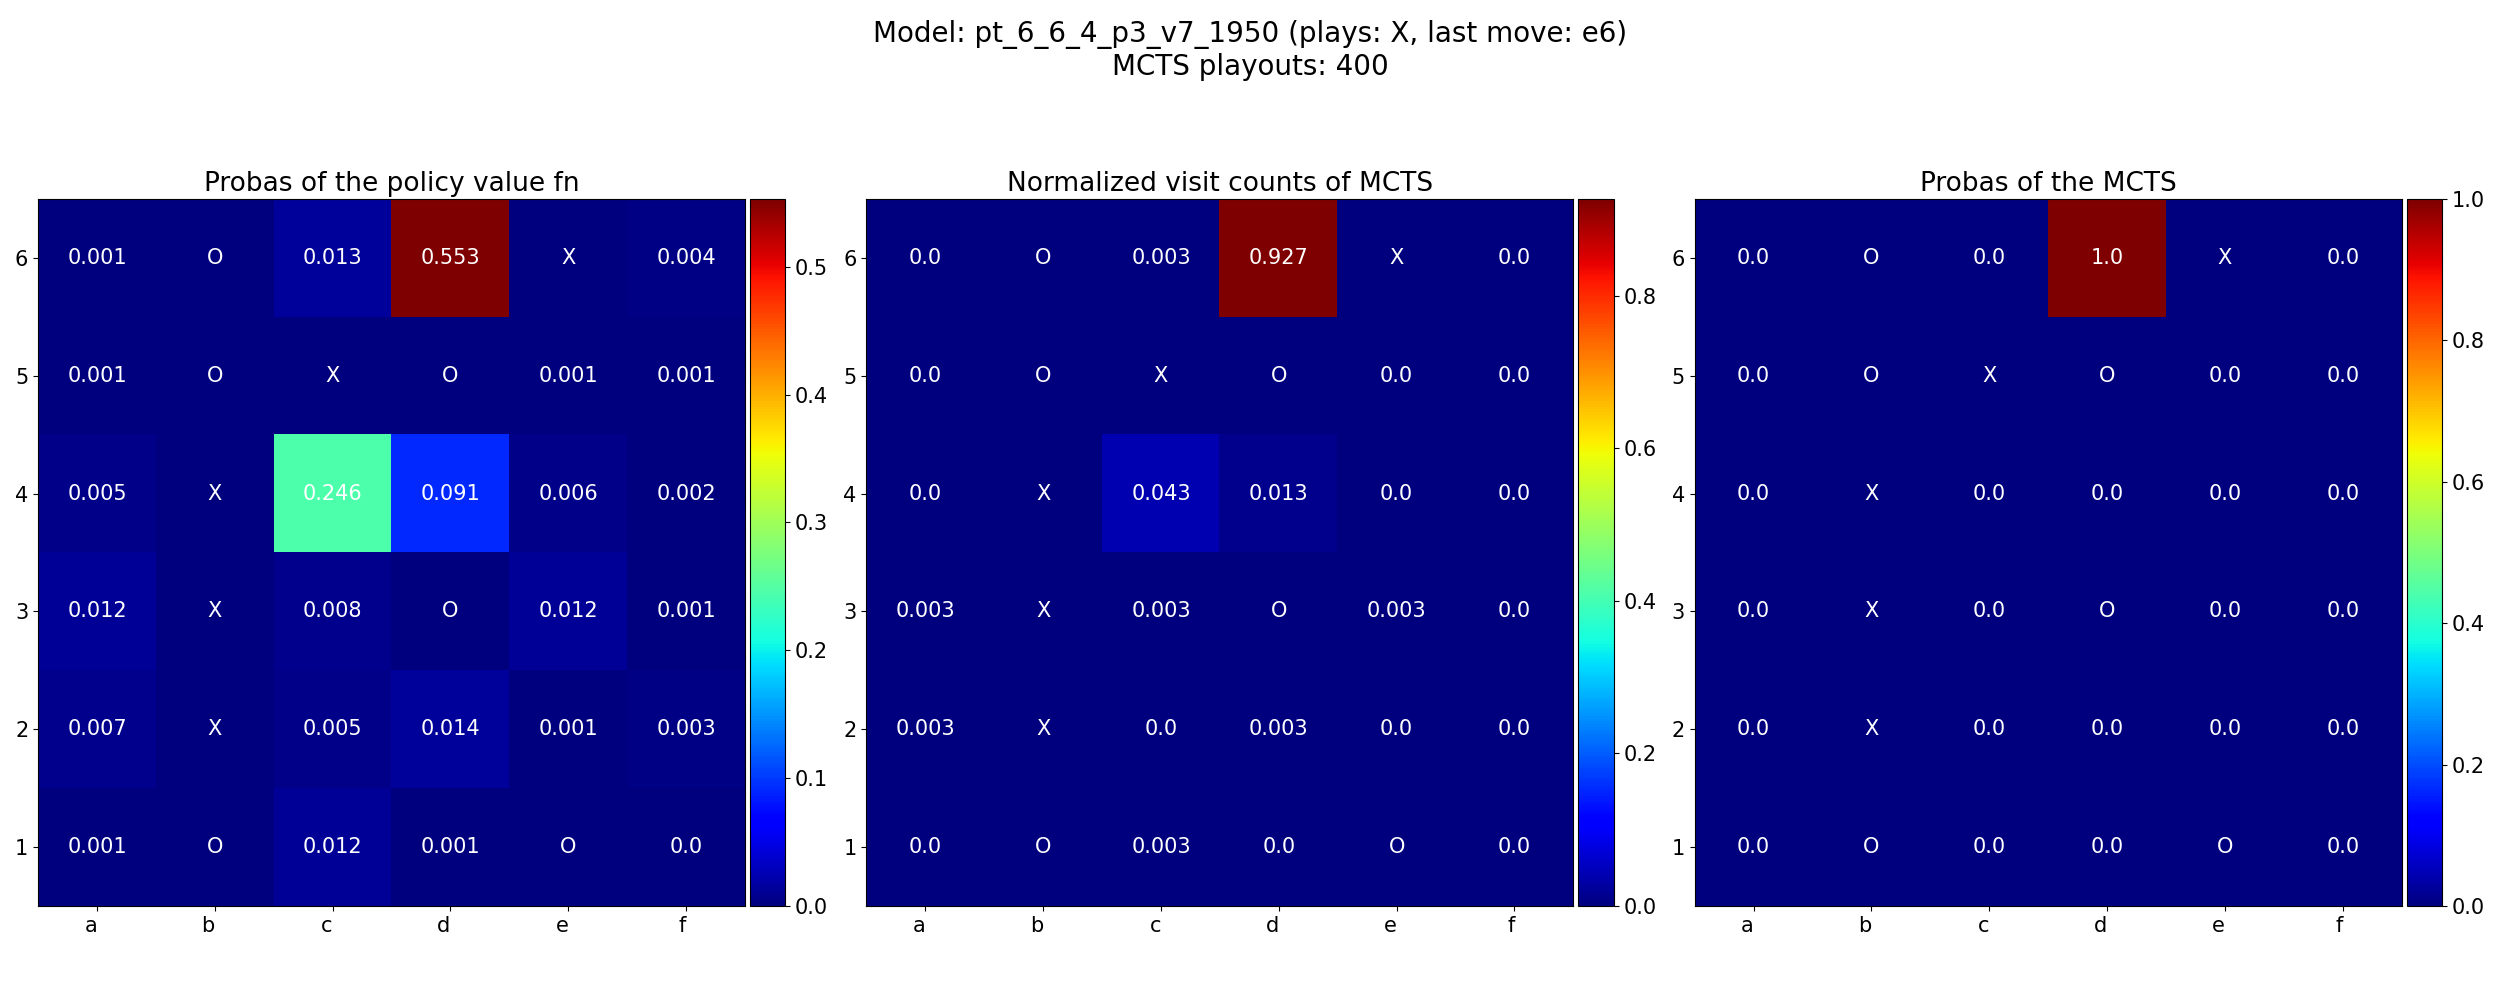 Model: pt_6_6_4_p3_v7_1950 (plays: X, last move: e6)
MCTS playouts: 400
Probas of the policy value fn
6 0.001 O 0.013 0.553 X 0.004
5 0.001 O X O 0.001 0.001
4 0.005 X 0.246 0.091 0.006 0.002
3 0.012 X 0.008 O 0.012 0.001
2 0.007 X 0.005 0.014 0.001 0.003
1 0.001 O 0.012 0.001 O 0.0
a b c d e f
0.5
0.4
0.3
0.2
0.1
0.0
Normalized visit counts of MCTS
6 0.0 O 0.003 0.927 X 0.0
5 0.0 O X O 0.0 0.0
4 0.0 X 0.043 0.013 0.0 0.0
3 0.003 X 0.003 O 0.003 0.0
2 0.003 X 0.0 0.003 0.0 0.0
1 0.0 O 0.003 0.0 O 0.0
a b c d e f
0.8
0.6
0.4
0.2
0.0
Probas of the MCTS
6 0.0 O 0.0 1.0 X 0.0
5 0.0 O X O 0.0 0.0
4 0.0 X 0.0 0.0 0.0 0.0
3 0.0 X 0.0 O 0.0 0.0
2 0.0 X 0.0 0.0 0.0 0.0
1 0.0 O 0.0 0.0 O 0.0
a b c d e f
1.0
0.8
0.6
0.4
0.2
0.0